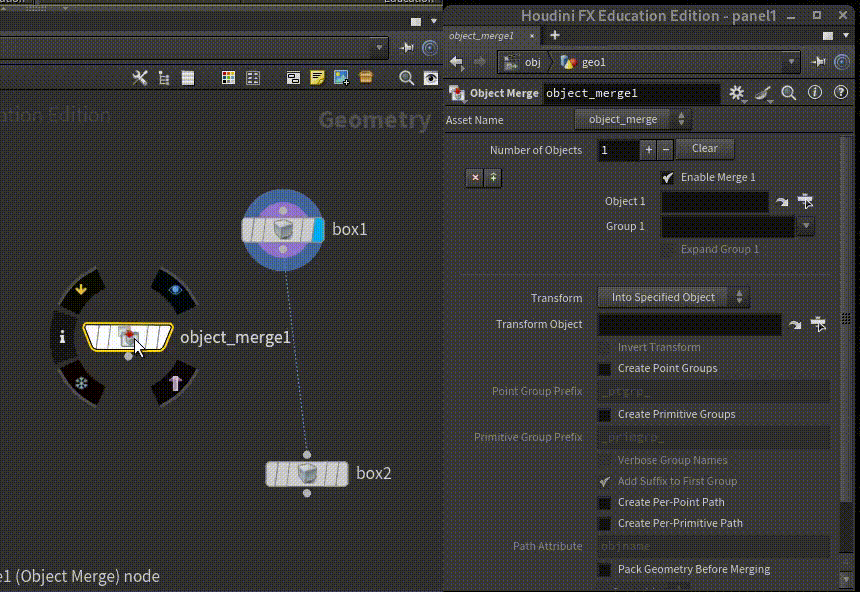 Education
Houdini FX Education Edition - panel1
object_merge1
obj
geo1
ation Edition
Geometry
Object Merge
object_merge1
Asset Name
object_merge
Number of Objects
1
Clear
Enable Merge 1
Object 1
Group 1
Expand Group 1
Transform
Into Specified Object
Transform Object
Invert Transform
Create Point Groups
Point Group Prefix
_ptgrp_
Create Primitive Groups
Primitive Group Prefix
_primgrp_
Verbose Group Names
Add Suffix to First Group
Create Per-Point Path
Create Per-Primitive Path
Path Attribute
objname
Pack Geometry Before Merging
box1
object_merge1
box2
e1 (Object Merge) node